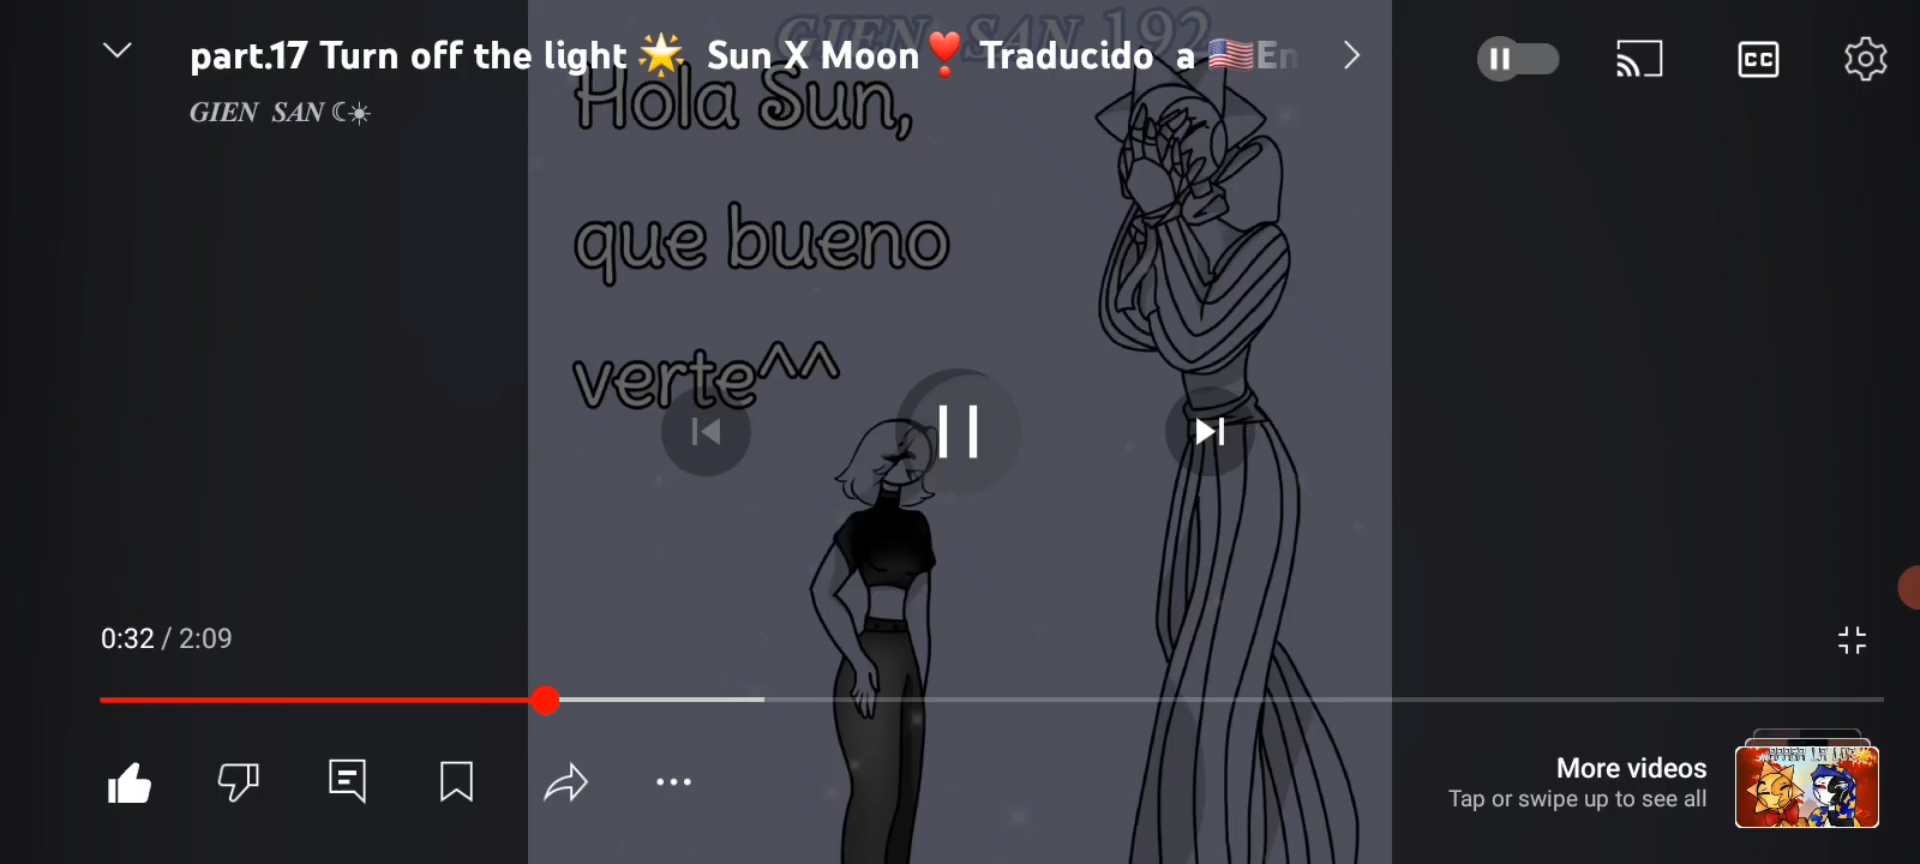 GIEN SAN 192
part.17 Turn off the light 🌟 Sun X Moon❣️ Traducido a 🇺🇸En
GIEN SAN ☾☀
Hola Sun,
que bueno
verte^^
CC
0:32 / 2:09
More videos
Tap or swipe up to see all